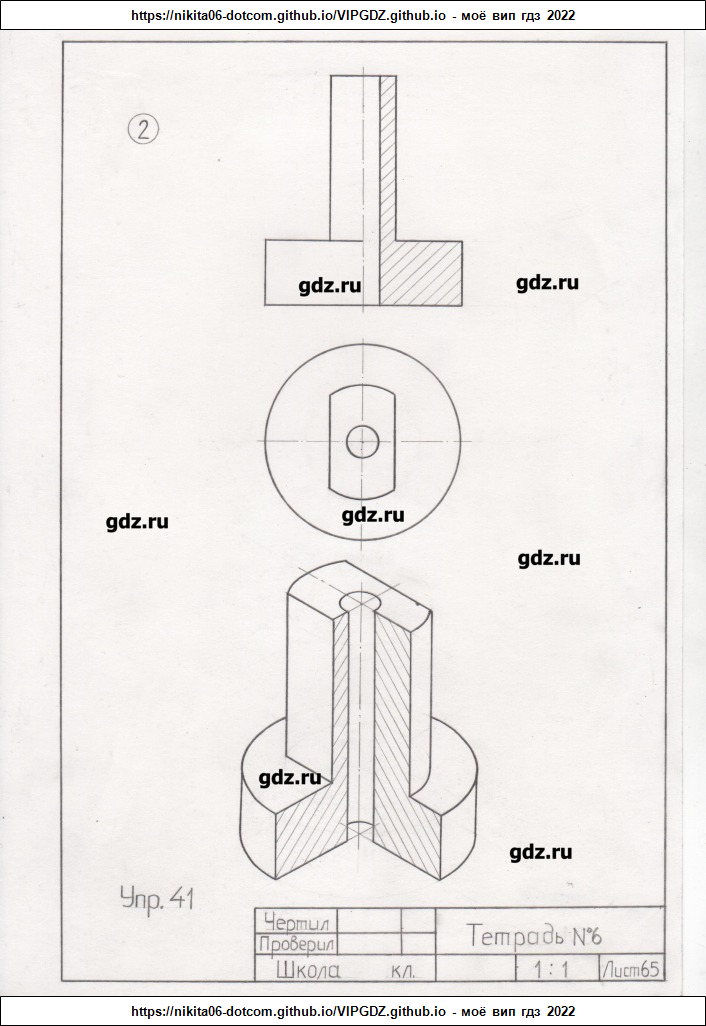 https://nikita06-dotcom.github.io/VIPGDZ.github.io - моё вип гдз 2022
2
gdz.ru
gdz.ru
gdz.ru
gdz.ru
gdz.ru
gdz.ru
gdz.ru
Упр. 41
Чертил
Проверил
Тетрадь №6
Школа кл.
1:1
Лист65
https://nikita06-dotcom.github.io/VIPGDZ.github.io - моё вип гдз 2022